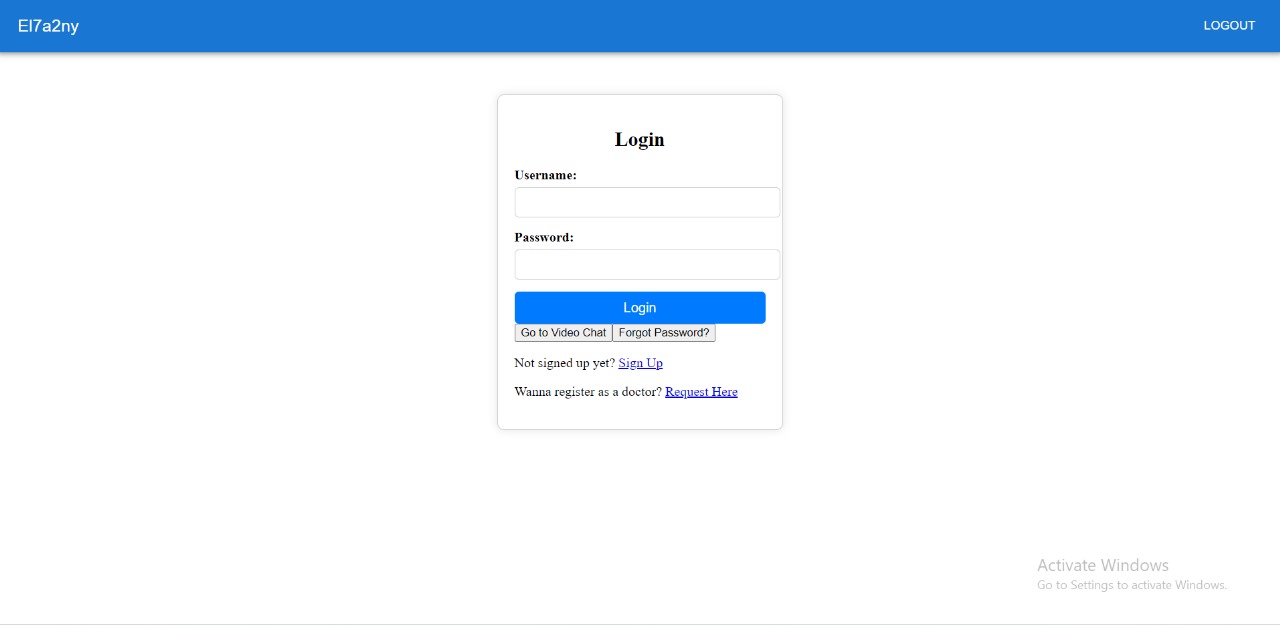 El7a2ny
LOGOUT
Login
Username:
Password:
Login
Go to Video Chat Forgot Password?
Not signed up yet? Sign Up
Wanna register as a doctor? Request Here
Activate Windows
Go to Settings to activate Windows.